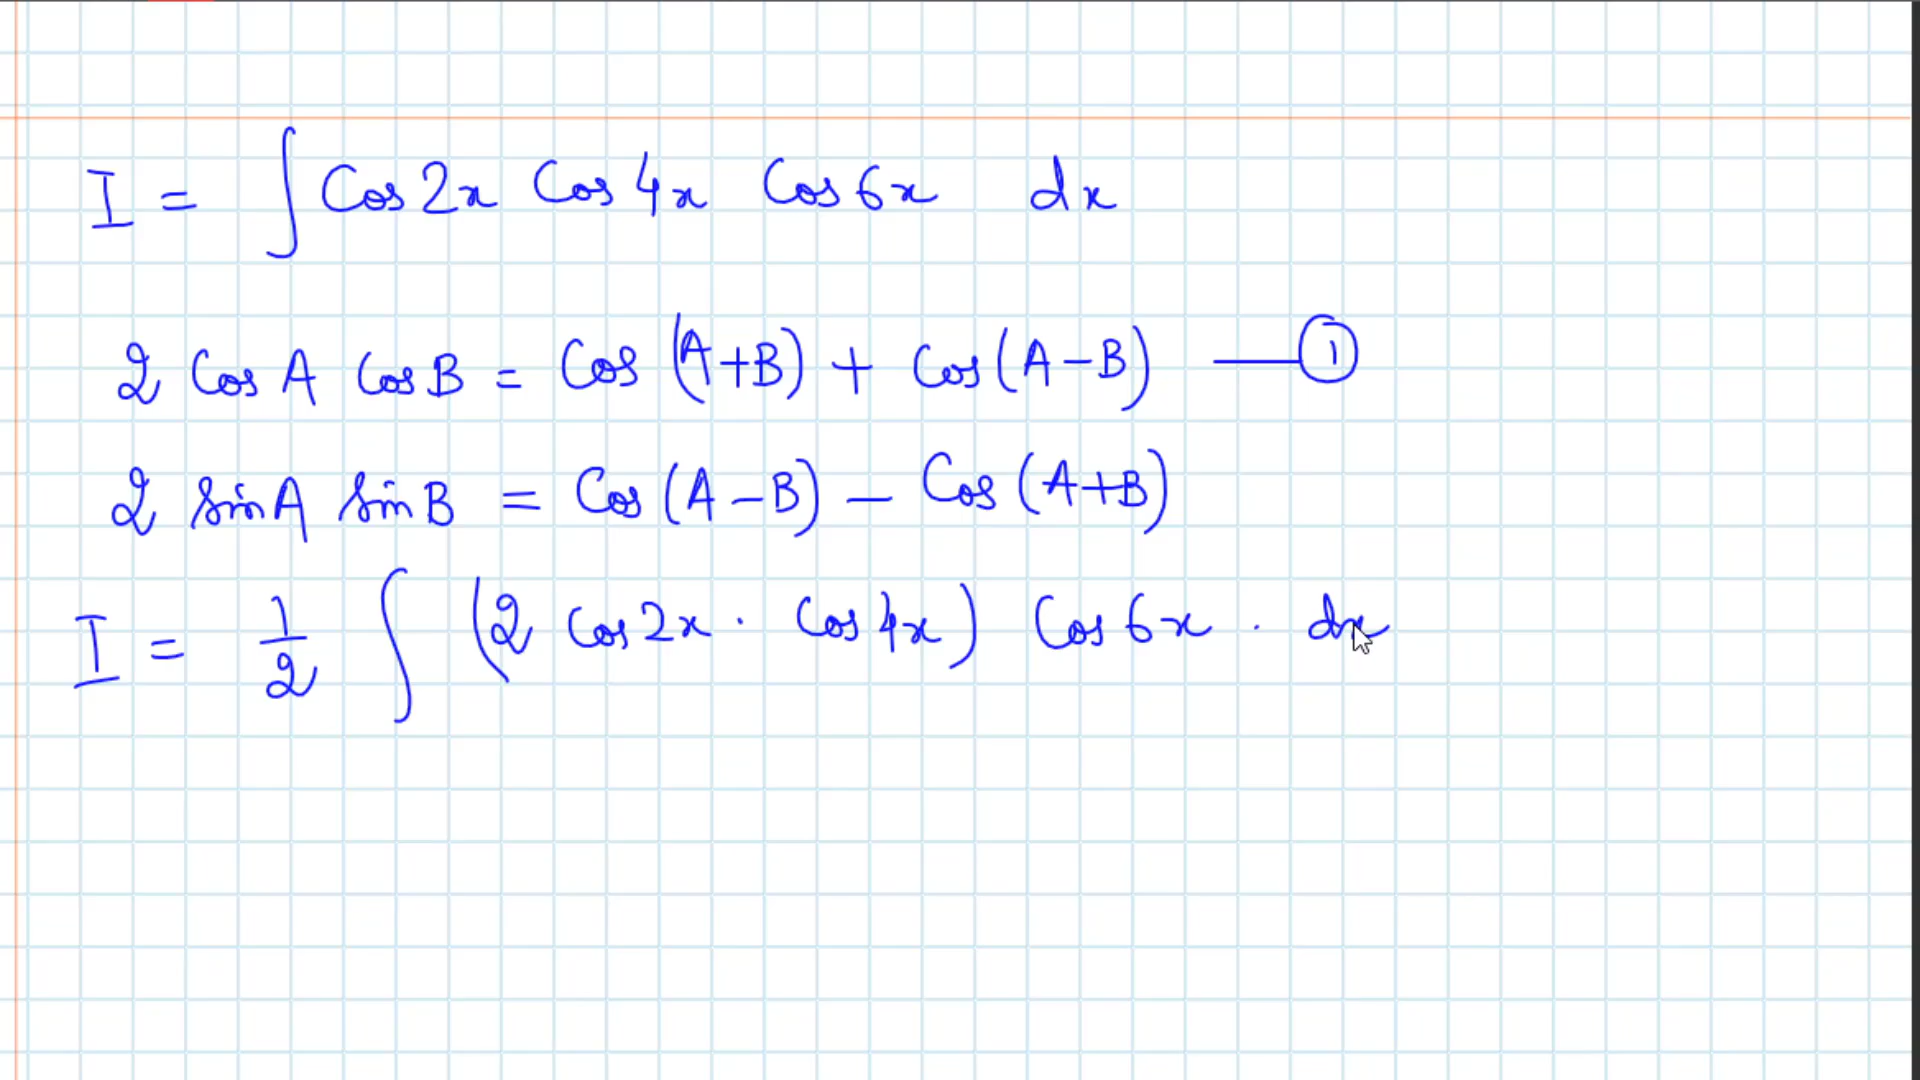 I = ∫ Cos 2x Cos 4x Cos 6x dx
2 Cos A Cos B = Cos (A+B) + Cos (A−B) —①
2 sin A sin B = Cos (A−B) − Cos (A+B)
I = 1/2 ∫ (2 Cos 2x . Cos 4x) Cos 6x . dx